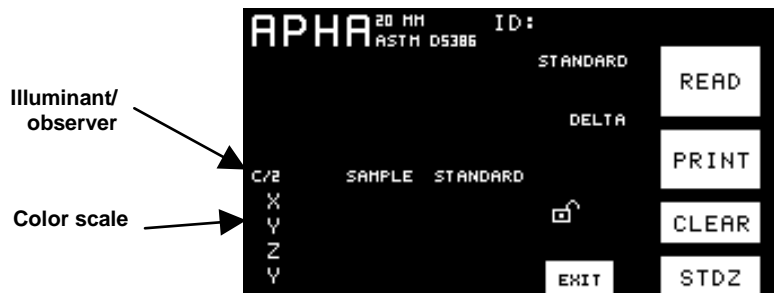 APHA 20 MM ID:
ASTM D5386
STANDARD
READ
Illuminant/
observer
DELTA
PRINT
C/2 SAMPLE STANDARD
X
Color scale
Y
CLEAR
Z
Y
EXIT
STDZ